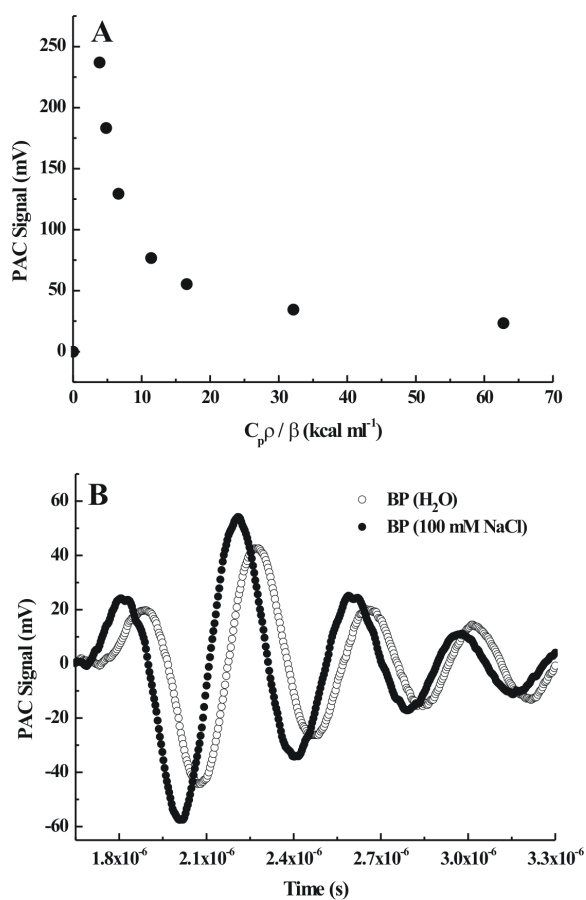 A
250
200
150
100
50
0
PAC Signal (mV)
0 10 20 30 40 50 60 70
Cpρ / β (kcal ml⁻¹)
B
BP (H₂O)
BP (100 mM NaCl)
60
40
20
0
-20
-40
-60
PAC Signal (mV)
1.8x10⁻⁶ 2.1x10⁻⁶ 2.4x10⁻⁶ 2.7x10⁻⁶ 3.0x10⁻⁶ 3.3x10⁻⁶
Time (s)